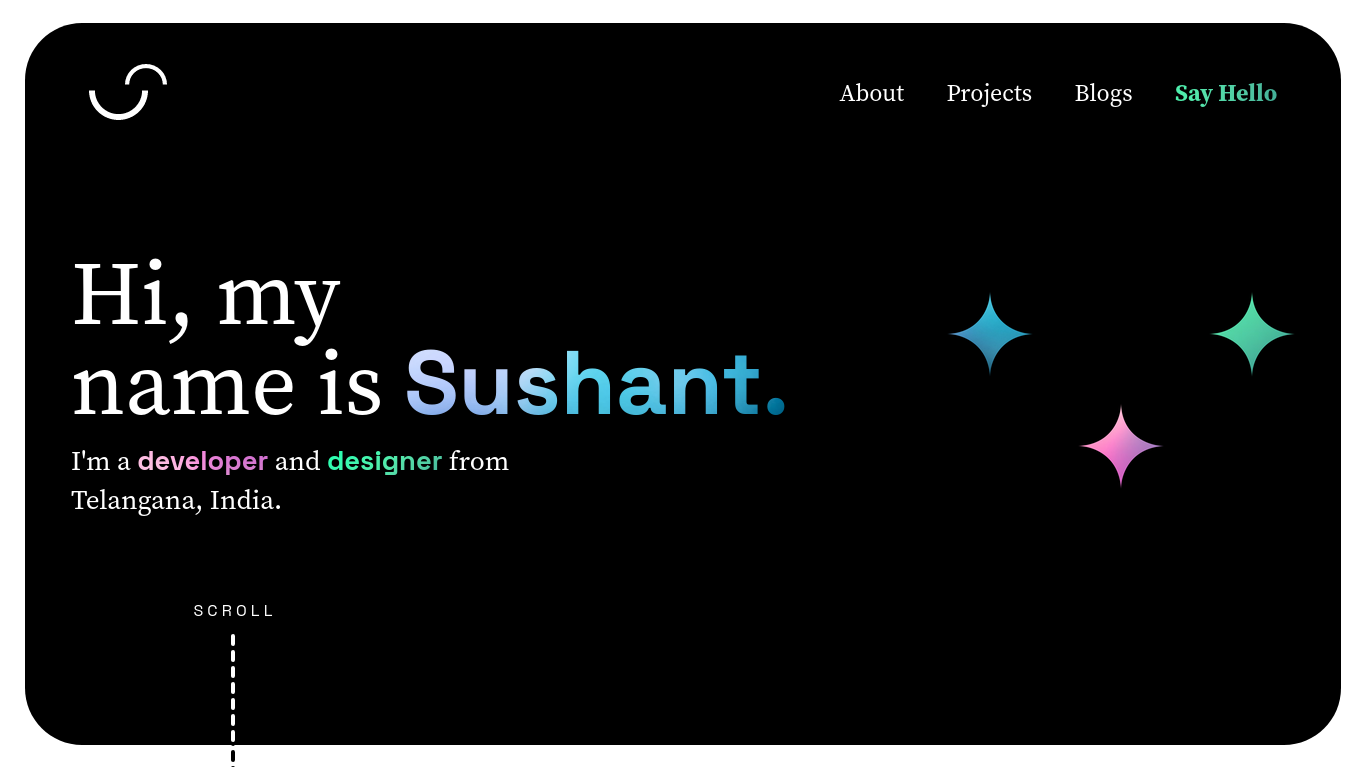 About Projects Blogs Say Hello
Hi, my
name is Sushant.
I'm a developer and designer from
Telangana, India.
SCROLL